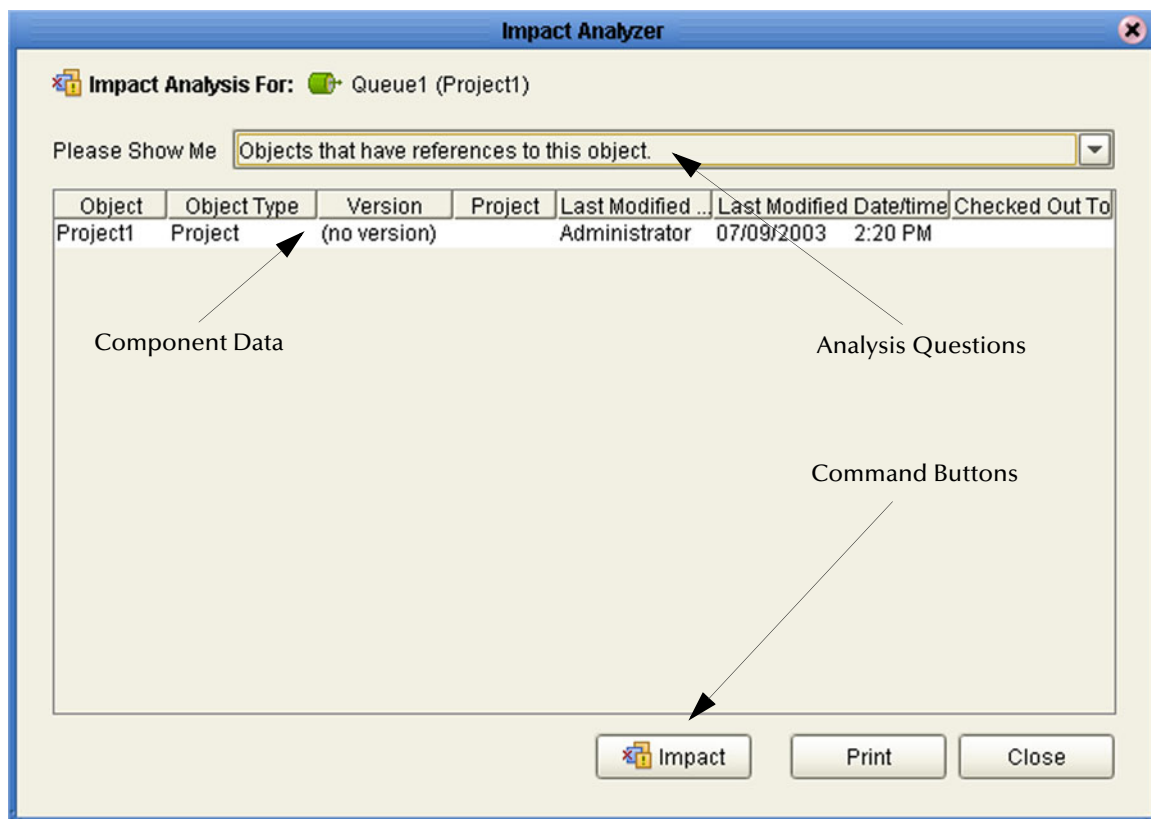 Impact Analyzer
Impact Analysis For: Queue1 (Project1)
Please Show Me Objects that have references to this object.
Object Object Type Version Project Last Modified ... Last Modified Date/time Checked Out To
Project1 Project (no version) Administrator 07/09/2003 2:20 PM
Component Data
Analysis Questions
Command Buttons
Impact Print Close